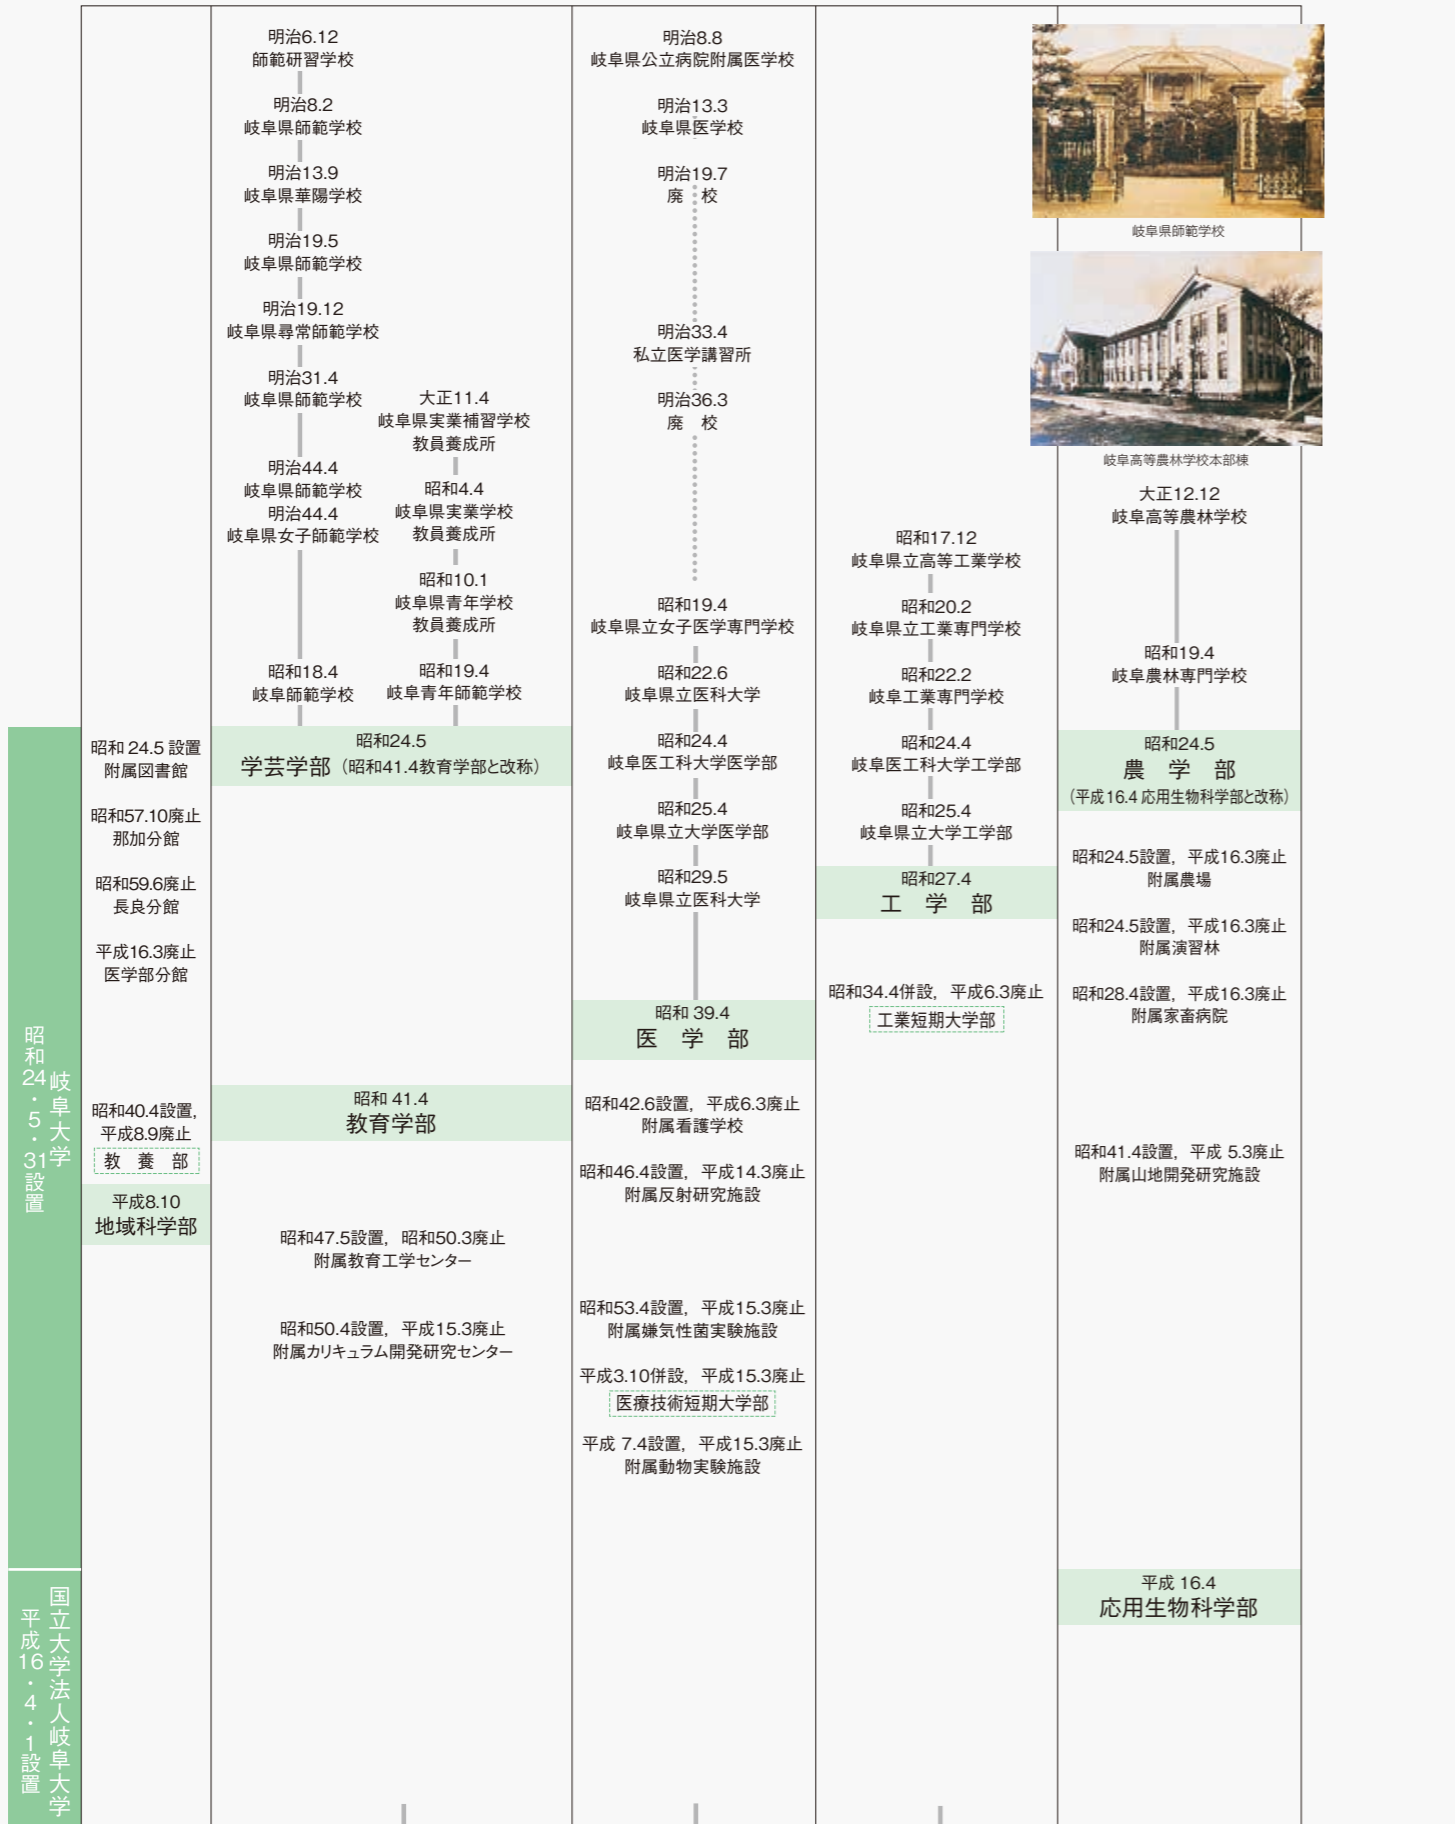 岐阜大学
昭和24・5・31設置
国立大学法人岐阜大学
平成16・4・1設置
昭和 24.5 設置
附属図書館
昭和57.10廃止
那加分館
昭和59.6廃止
長良分館
平成16.3廃止
医学部分館
昭和40.4設置,
平成8.9廃止
教 養 部
平成8.10
地域科学部
明治6.12
師範研習学校
明治8.2
岐阜県師範学校
明治13.9
岐阜県華陽学校
明治19.5
岐阜県師範学校
明治19.12
岐阜県尋常師範学校
明治31.4
岐阜県師範学校
明治44.4
岐阜県師範学校
明治44.4
岐阜県女子師範学校
昭和18.4
岐阜師範学校
大正11.4
岐阜県実業補習学校
教員養成所
昭和4.4
岐阜県実業学校
教員養成所
昭和10.1
岐阜県青年学校
教員養成所
昭和19.4
岐阜青年師範学校
昭和24.5
学芸学部（昭和41.4教育学部と改称）
昭和 41.4
教育学部
昭和47.5設置，昭和50.3廃止
附属教育工学センター
昭和50.4設置，平成15.3廃止
附属カリキュラム開発研究センター
明治8.8
岐阜県公立病院附属医学校
明治13.3
岐阜県医学校
明治19.7
廃　校
明治33.4
私立医学講習所
明治36.3
廃　校
昭和19.4
岐阜県立女子医学専門学校
昭和22.6
岐阜県立医科大学
昭和24.4
岐阜医工科大学医学部
昭和25.4
岐阜県立大学医学部
昭和29.5
岐阜県立医科大学
昭和 39.4
医　学　部
昭和42.6設置，平成6.3廃止
附属看護学校
昭和46.4設置，平成14.3廃止
附属反射研究施設
昭和53.4設置，平成15.3廃止
附属嫌気性菌実験施設
平成3.10併設，平成15.3廃止
医療技術短期大学部
平成 7.4設置，平成15.3廃止
附属動物実験施設
昭和17.12
岐阜県立高等工業学校
昭和20.2
岐阜県立工業専門学校
昭和22.2
岐阜工業専門学校
昭和24.4
岐阜医工科大学工学部
昭和25.4
岐阜県立大学工学部
昭和27.4
工　学　部
昭和34.4併設，平成6.3廃止
工業短期大学部
岐阜県師範学校
岐阜高等農林学校本部棟
大正12.12
岐阜高等農林学校
昭和19.4
岐阜農林専門学校
昭和24.5
農　学　部
（平成 16.4 応用生物科学部と改称）
昭和24.5設置，平成16.3廃止
附属農場
昭和24.5設置，平成16.3廃止
附属演習林
昭和28.4設置，平成16.3廃止
附属家畜病院
昭和41.4設置，平成 5.3廃止
附属山地開発研究施設
平成 16.4
応用生物科学部